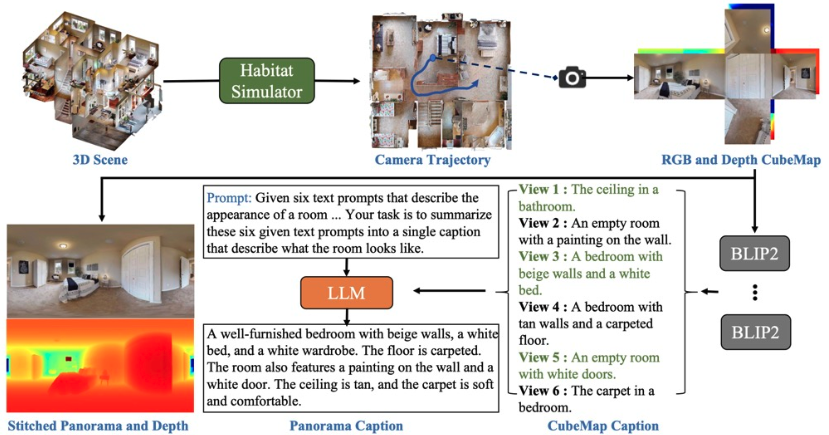 Habitat
Simulator
3D Scene
Camera Trajectory
RGB and Depth CubeMap
Prompt: Given six text prompts that describe the
appearance of a room ... Your task is to summarize
these six given text prompts into a single caption
that describe what the room looks like.
LLM
A well-furnished bedroom with beige walls, a white
bed, and a white wardrobe. The floor is carpeted.
The room also features a painting on the wall and a
white door. The ceiling is tan, and the carpet is soft
and comfortable.
View 1 : The ceiling in a
bathroom.
View 2 : An empty room
with a painting on the wall.
View 3 : A bedroom with
beige walls and a white
bed.
View 4 : A bedroom with
tan walls and a carpeted
floor.
View 5 : An empty room
with white doors.
View 6 : The carpet in a
bedroom.
BLIP2
BLIP2
Stitched Panorama and Depth
Panorama Caption
CubeMap Caption